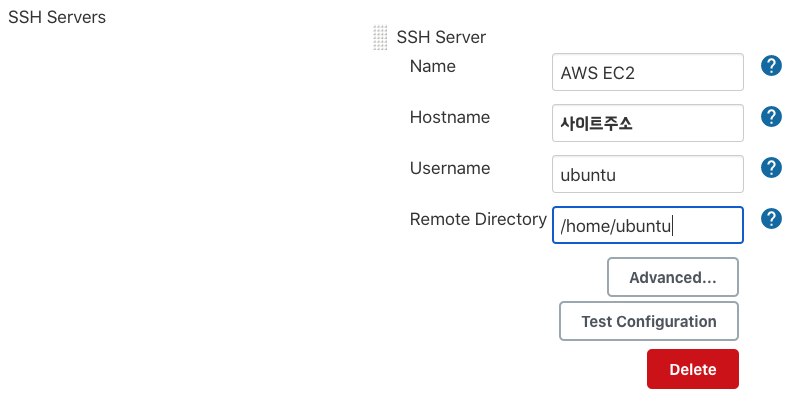 SSH Servers
SSH Server
Name
AWS EC2
Hostname
사이트주소
Username
ubuntu
Remote Directory
/home/ubuntu
Advanced...
Test Configuration
Delete